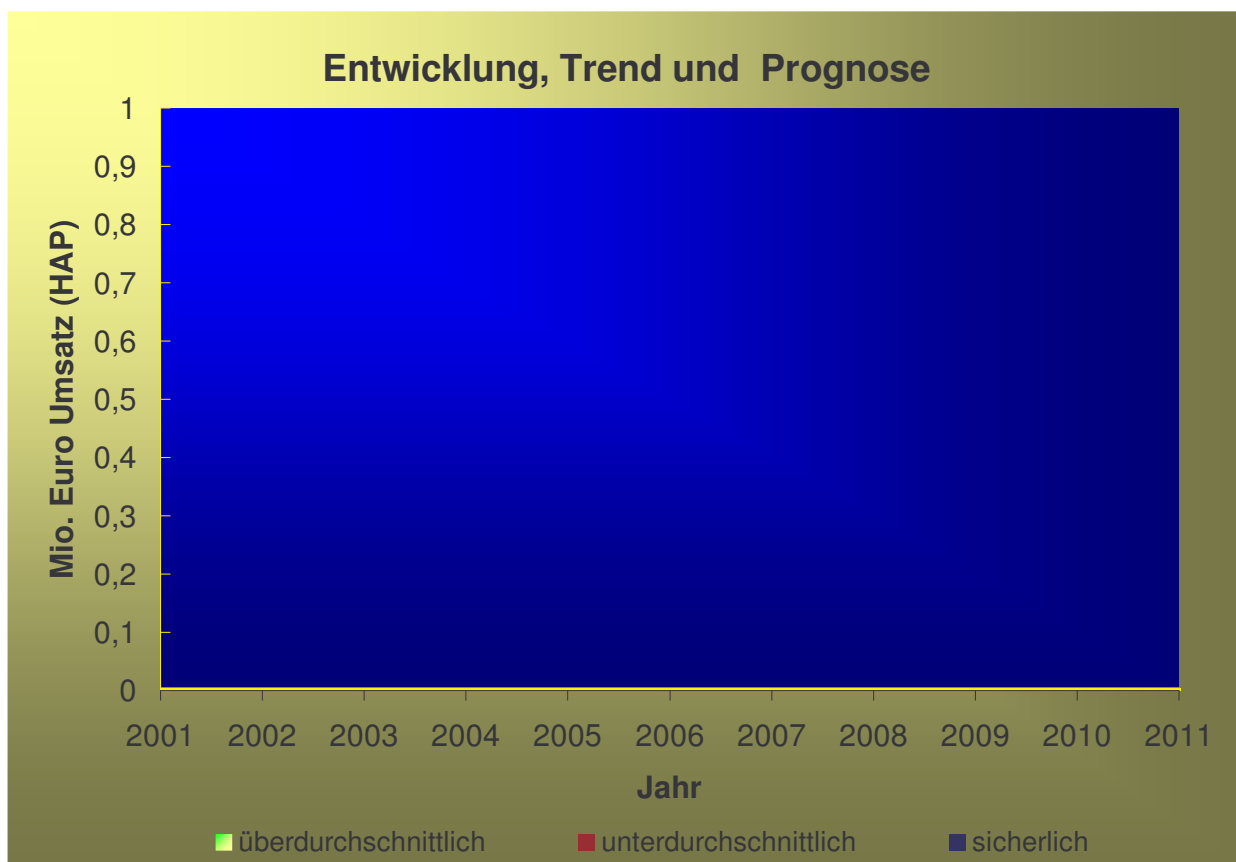 Entwicklung, Trend und  Prognose
Mio. Euro Umsatz (HAP)
1
0,9
0,8
0,7
0,6
0,5
0,4
0,3
0,2
0,1
0
2001 2002 2003 2004 2005 2006 2007 2008 2009 2010 2011
Jahr
überdurchschnittlich unterdurchschnittlich sicherlich